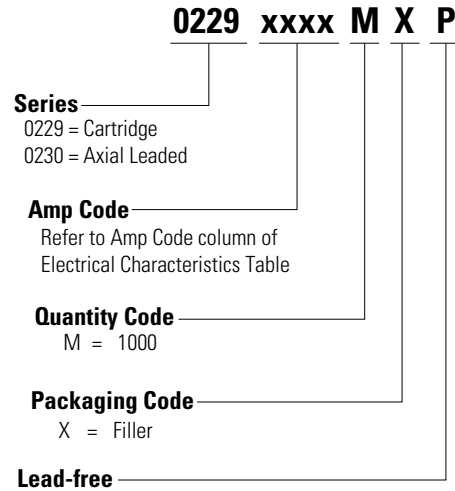 0229 xxxx M X P
Series
0229 = Cartridge
0230 = Axial Leaded
Amp Code
Refer to Amp Code column of
Electrical Characteristics Table
Quantity Code
M = 1000
Packaging Code
X = Filler
Lead-free